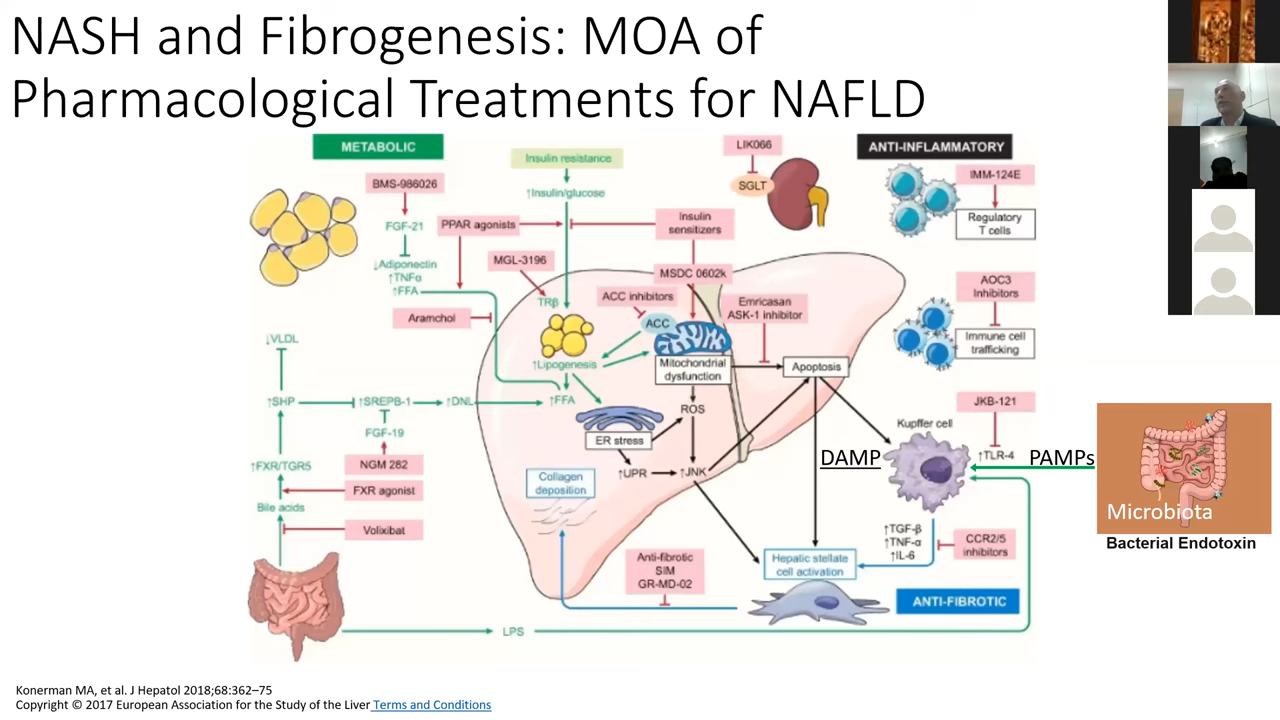 NASH and Fibrogenesis: MOA of
Pharmacological Treatments for NAFLD
METABOLIC
Insulin resistance
LIK066
ANTI-INFLAMMATORY
BMS-986026
↑Insulin/glucose
SGLT
IMM-124E
FGF-21
PPAR agonists
Insulin
sensitizers
Regulatory
T cells
↓Adiponectin
↑TNFα
↑FFA
MGL-3196
MSDC 0602k
AOC3
Inhibitors
TRβ
ACC inhibitors
Emricasan
ASK-1 inhibitor
Aramchol
ACC
Immune cell
trafficking
↓VLDL
↑Lipogenesis
Mitochondrial
dysfunction
Apoptosis
↑SHP
↑SREBP-1
↑DNL
↑FFA
ROS
JKB-121
FGF-19
ER stress
Kupffer cell
DAMP
↑TLR-4
PAMPs
↑FXR/TGR5
NGM 282
↑UPR
↑JNK
FXR agonist
Collagen
deposition
Bile acids
Volixibat
↑TGF-β
↑TNF-α
↑IL-6
CCR2/5
inhibitors
Microbiota
Bacterial Endotoxin
Anti-fibrotic
SIM
GR-MD-02
Hepatic stellate
cell activation
ANTI-FIBROTIC
LPS
Konerman MA, et al. J Hepatol 2018;68:362–75
Copyright © 2017 European Association for the Study of the Liver Terms and Conditions